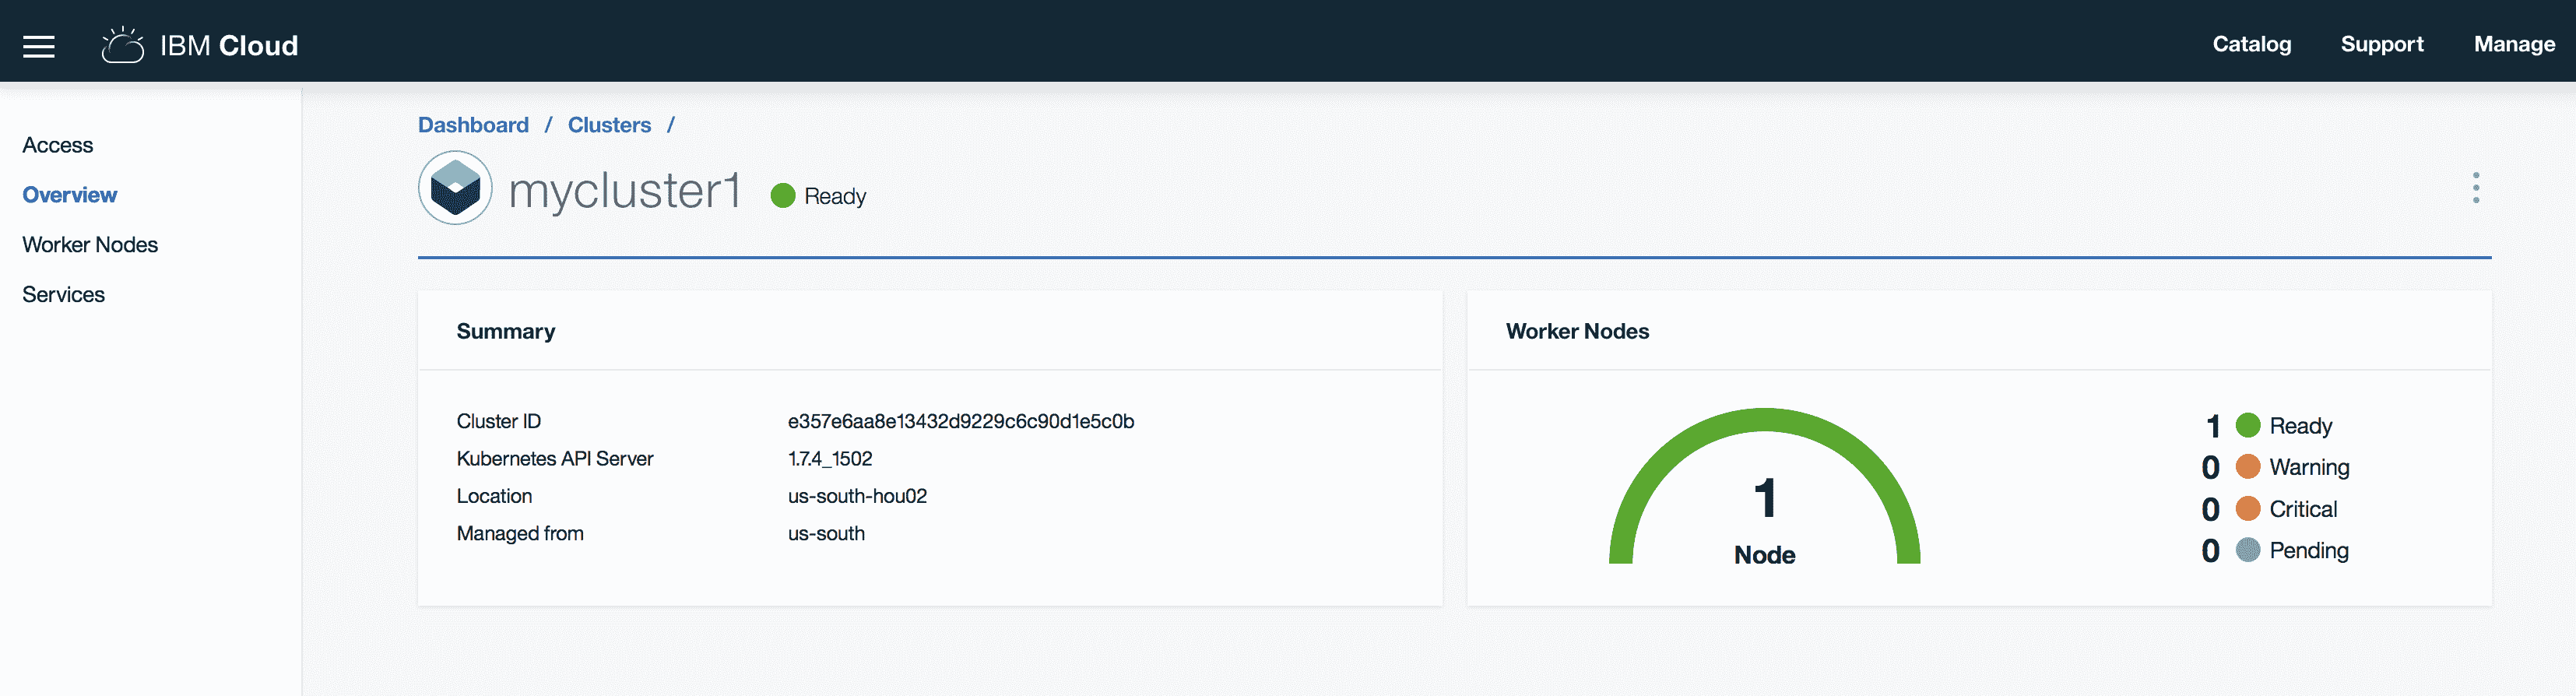 IBM Cloud
Catalog Support Manage
Access
Overview
Worker Nodes
Services
Dashboard / Clusters /
mycluster1 Ready
Summary
Cluster ID e357e6aa8e13432d9229c6c90d1e5c0b
Kubernetes API Server 1.7.4_1502
Location us-south-hou02
Managed from us-south
Worker Nodes
1
Node
1 Ready
0 Warning
0 Critical
0 Pending